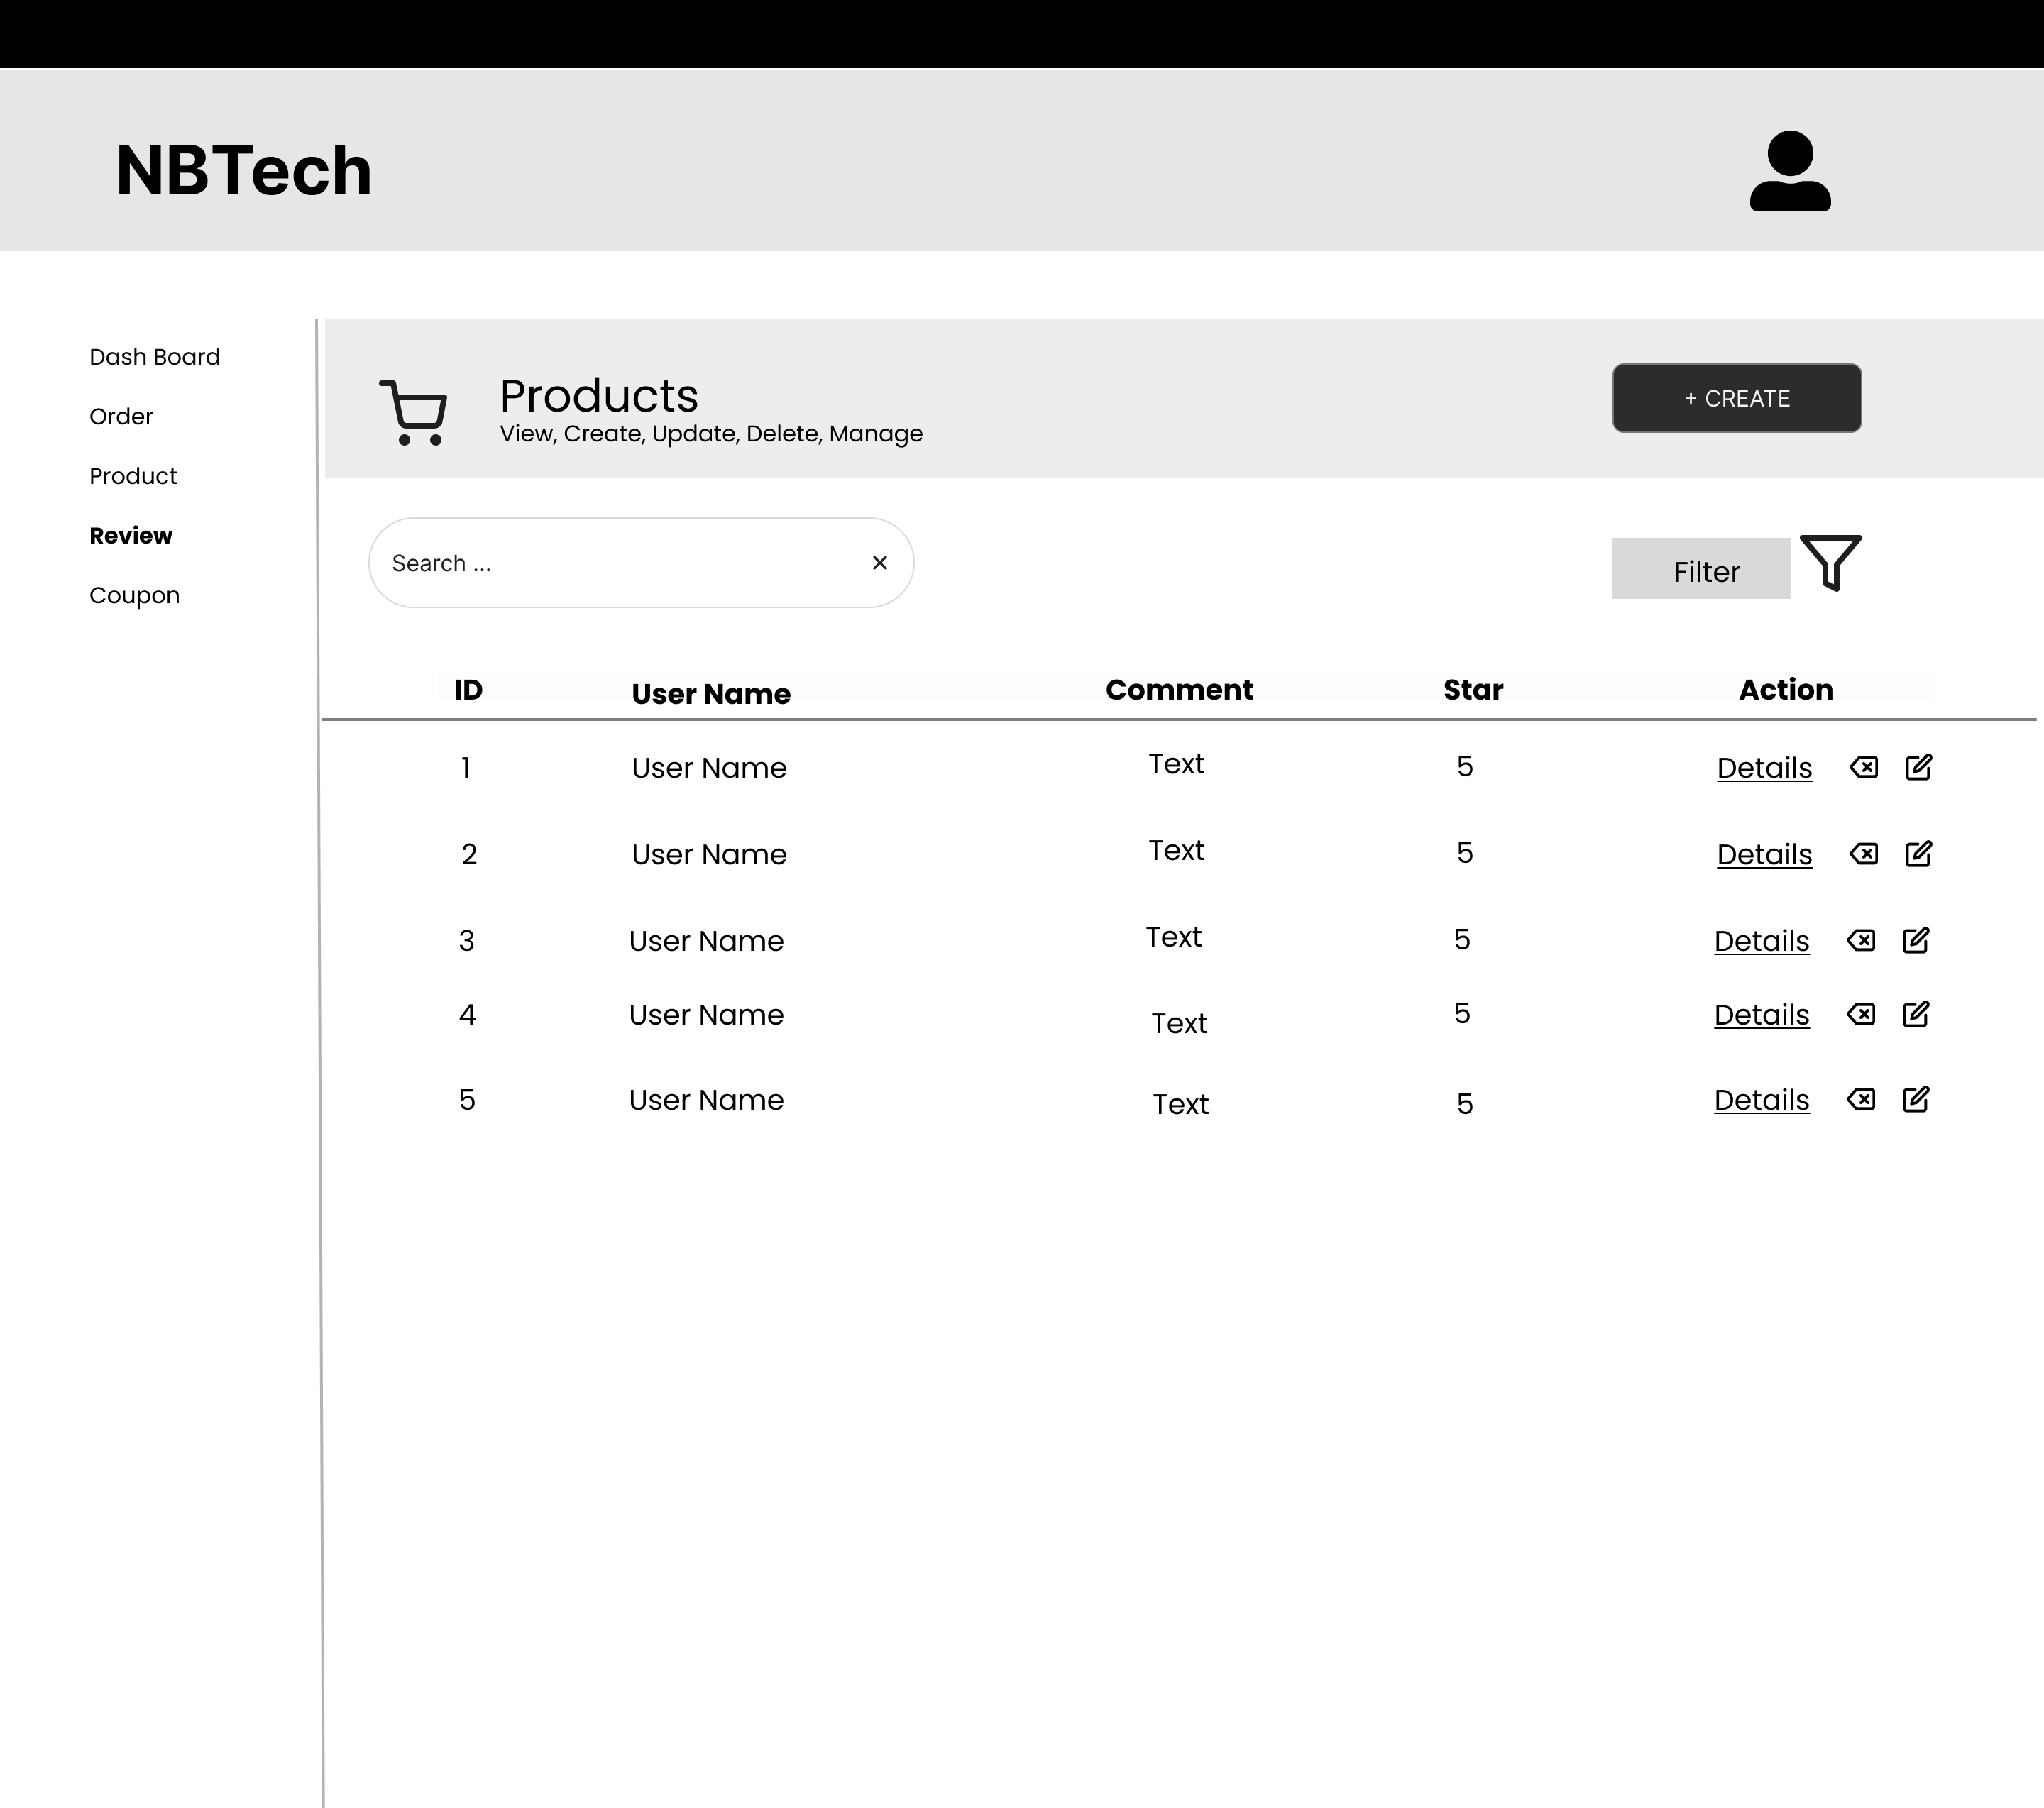 NBTech
Dash Board
Order
Product
Review
Coupon
Products
View, Create, Update, Delete, Manage
+ CREATE
Search ...
Filter
ID User Name Comment Star Action
1 User Name Text 5 Details
2 User Name Text 5 Details
3 User Name Text 5 Details
4 User Name Text 5 Details
5 User Name Text 5 Details